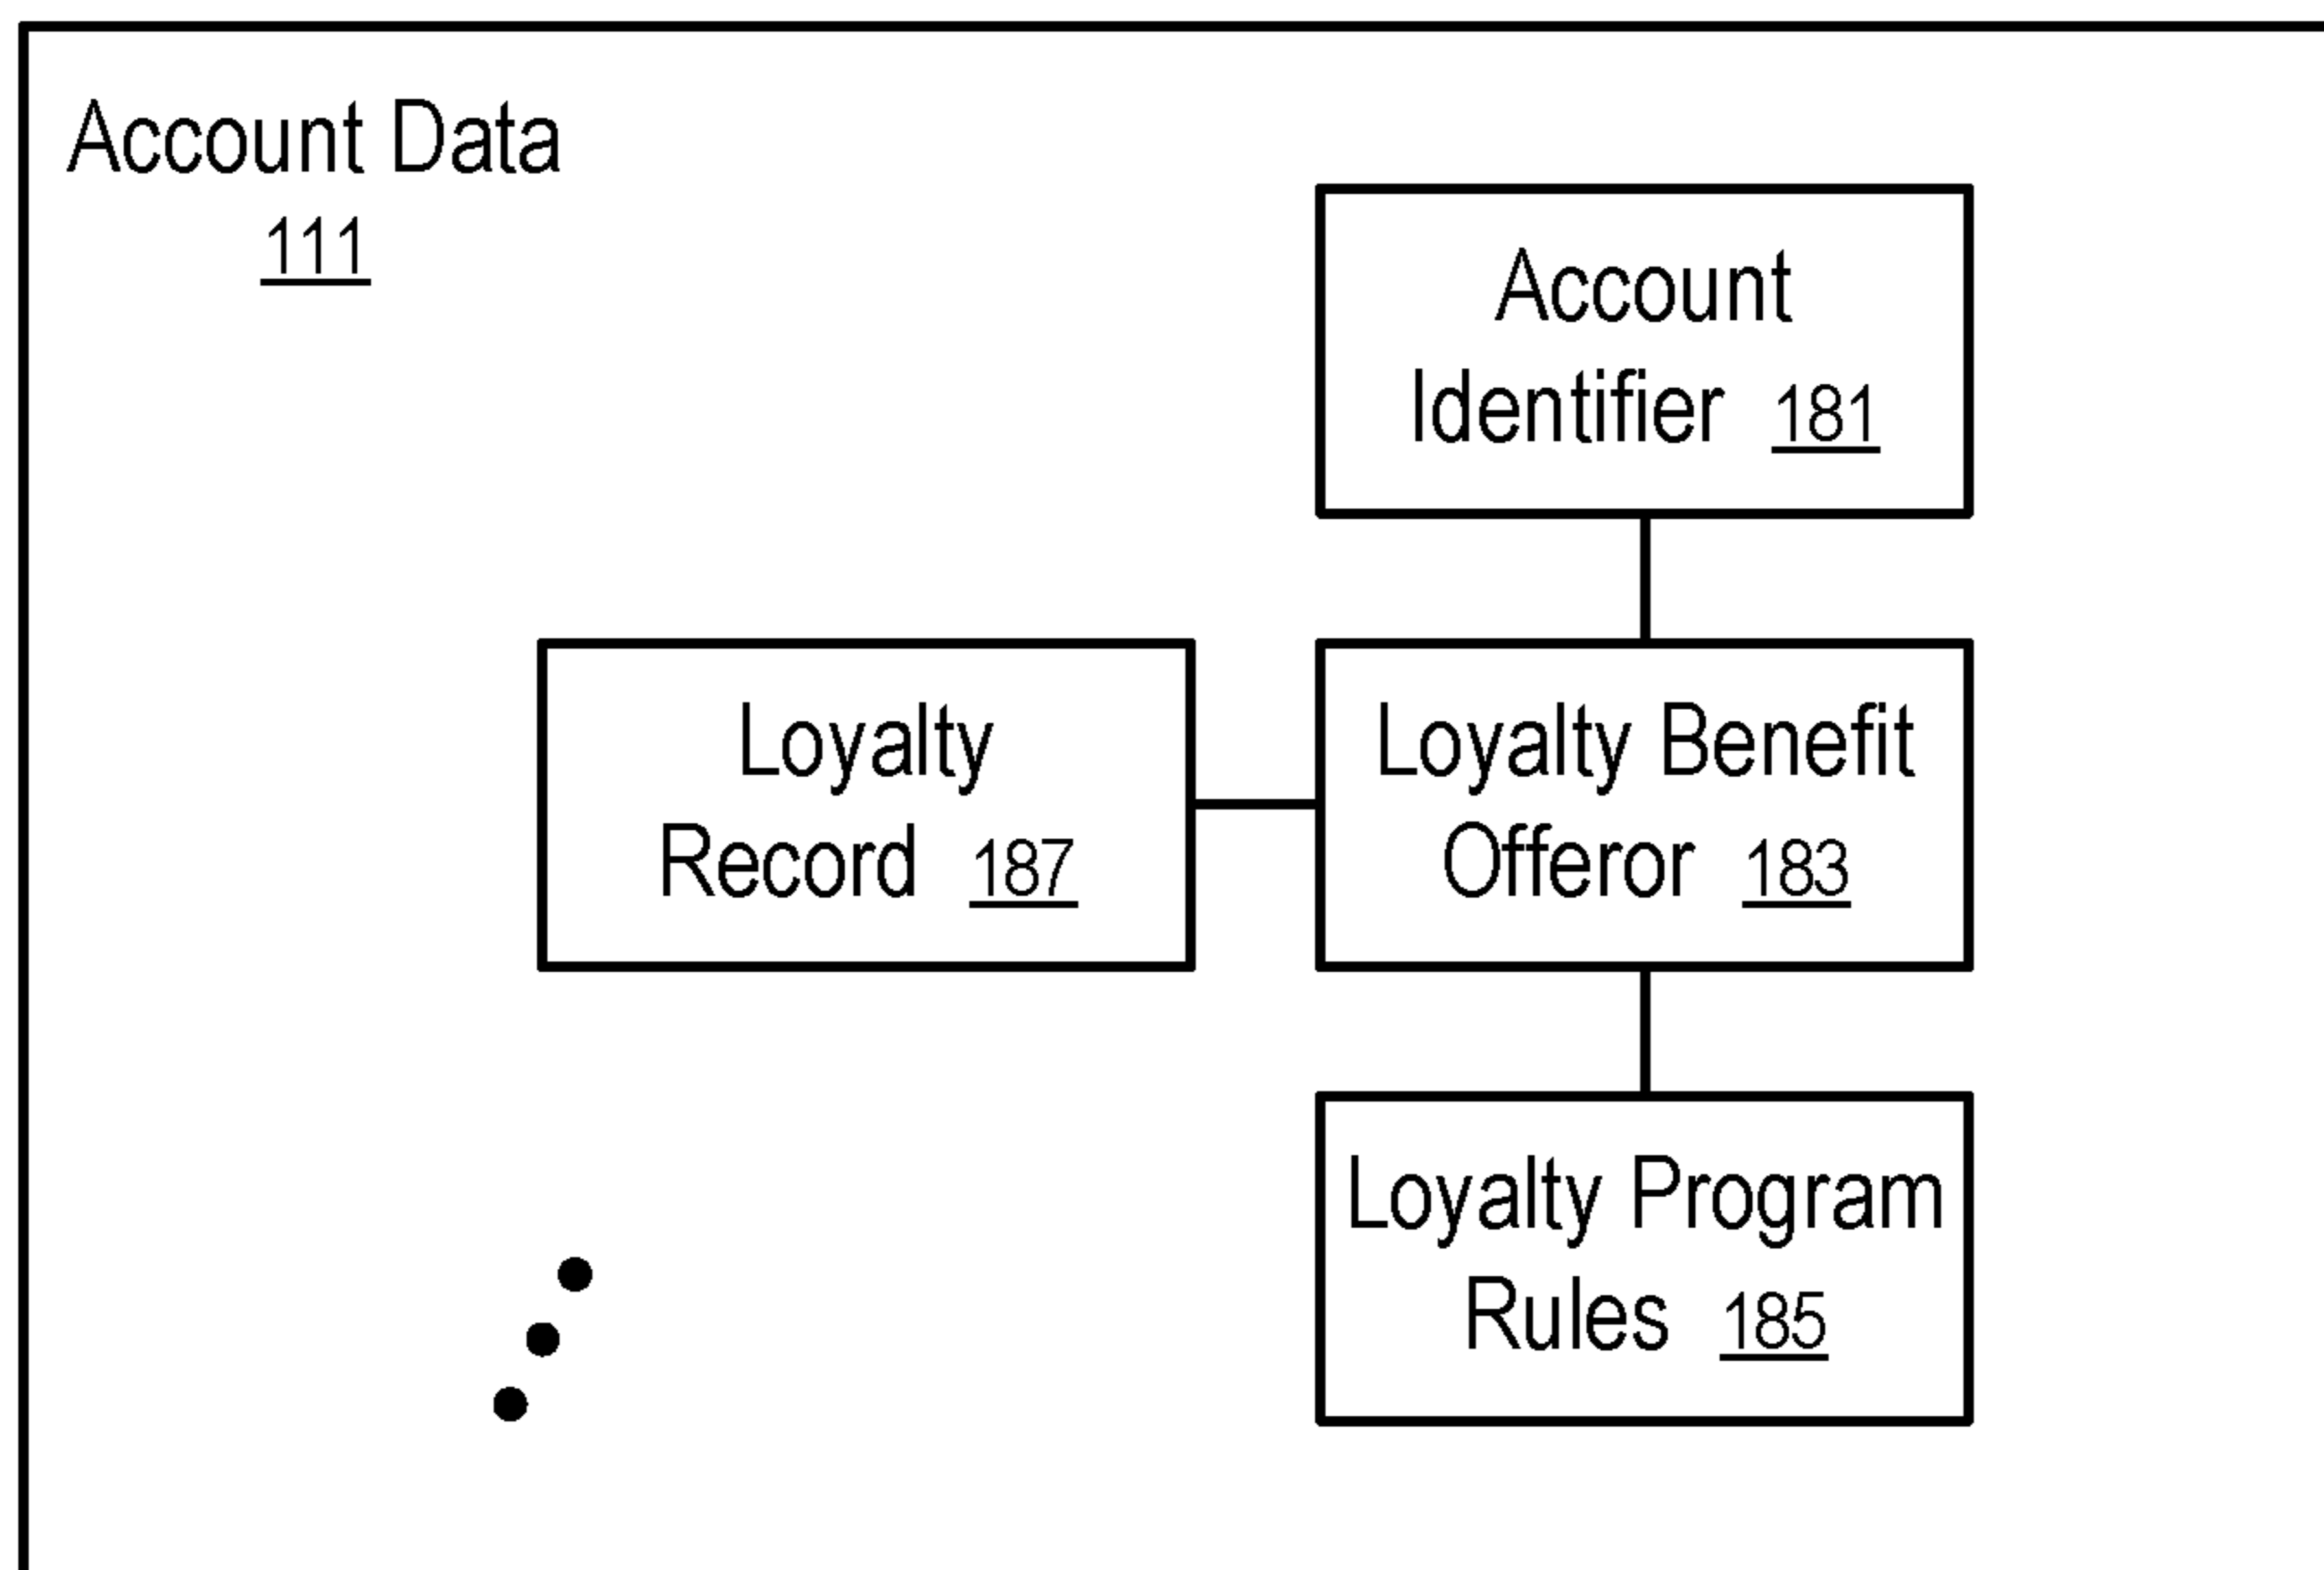 Account Data
111
Account
Identifier 181
Loyalty
Record 187
Loyalty Benefit
Offeror 183
Loyalty Program
Rules 185